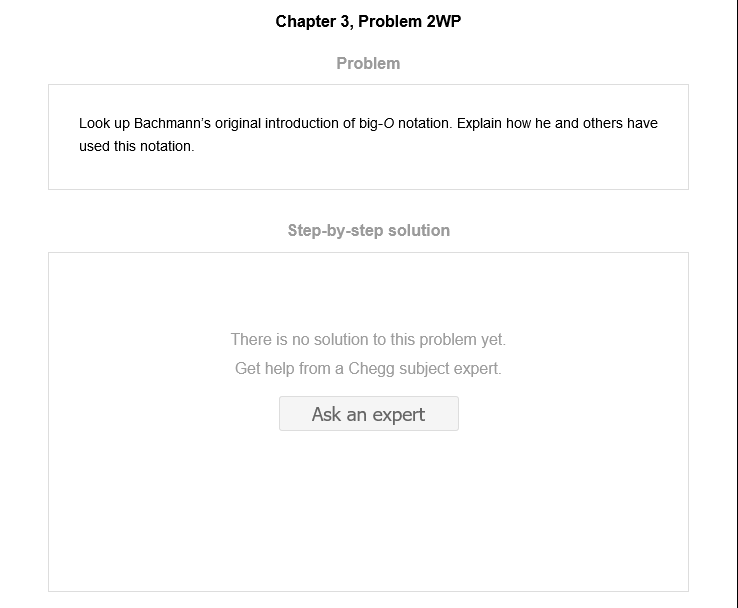 Chapter 3, Problem 2WP
Problem
Look up Bachmann's original introduction of big-O notation. Explain how he and others have
used this notation.
Step-by-step solution
There is no solution to this problem yet.
Get help from a Chegg subject expert.
Ask an expert